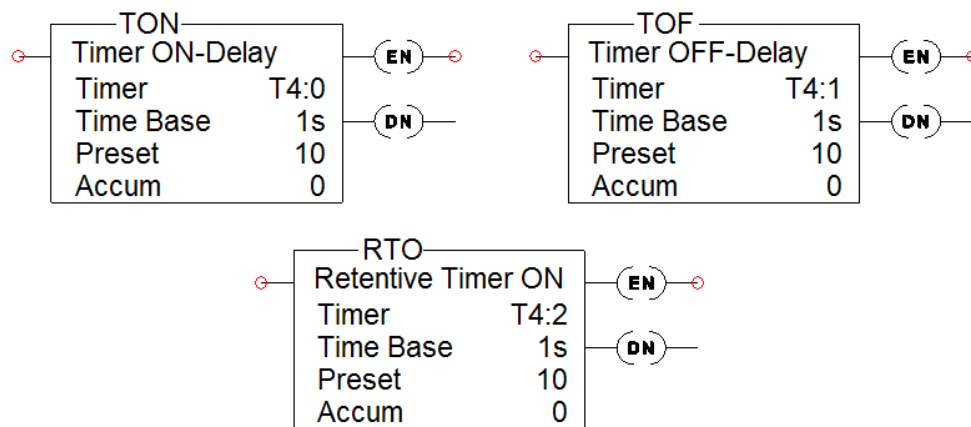 TON
Timer ON-Delay
EN
Timer T4:0
Time Base 1s
DN
Preset 10
Accum 0
TOF
Timer OFF-Delay
EN
Timer T4:1
Time Base 1s
DN
Preset 10
Accum 0
RTO
Retentive Timer ON
EN
Timer T4:2
Time Base 1s
DN
Preset 10
Accum 0